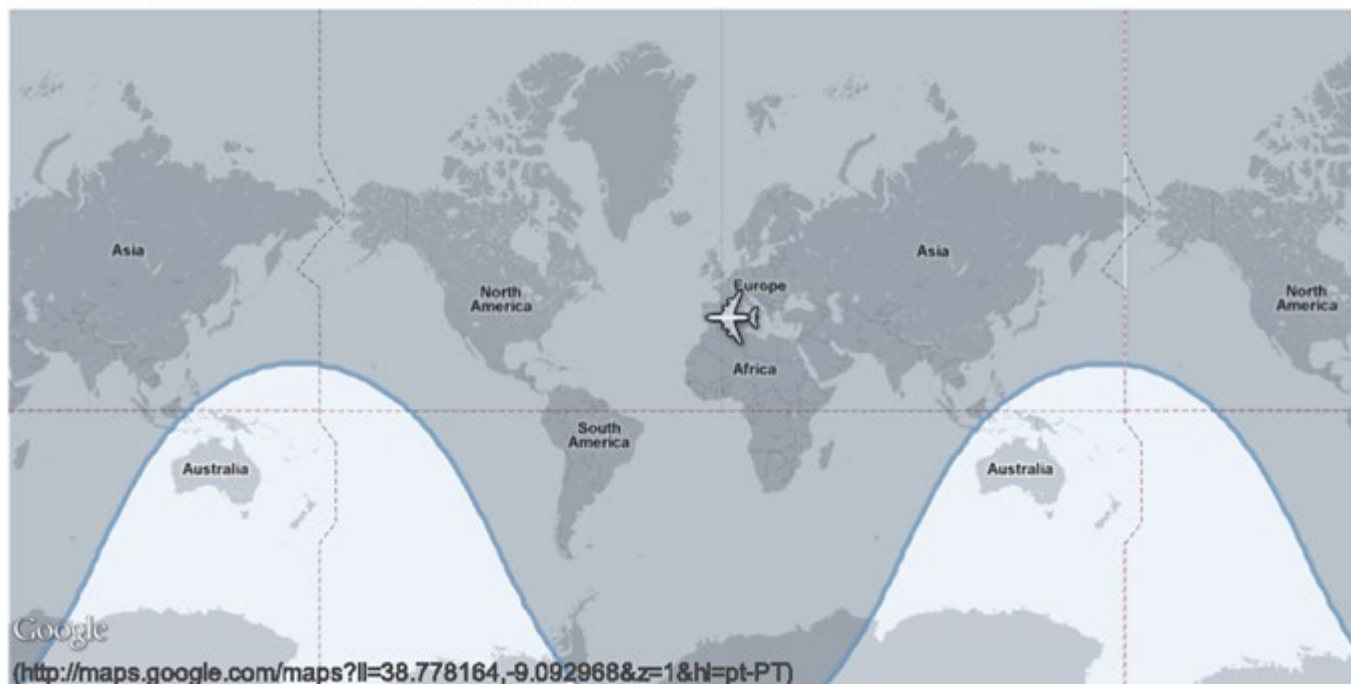 Asia
North
America
Europe
Africa
South
America
Australia
Asia
North
America
Australia
Google
(http://maps.google.com/maps?ll=38.778164,-9.092968&z=1&hl=pt-PT)